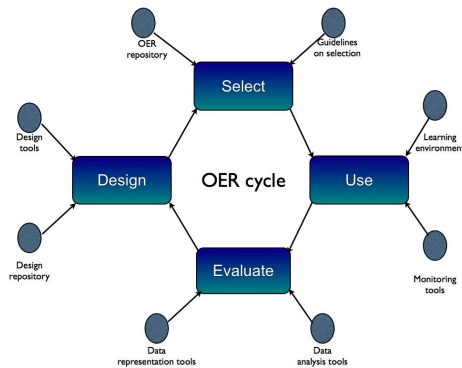 OER
repository
Guidelines
on selection
Select
Design
tools
Learning
environment
Design
OER cycle
Use
Design
repository
Evaluate
Monitoring
tools
Data
representation tools
Data
analysis tools